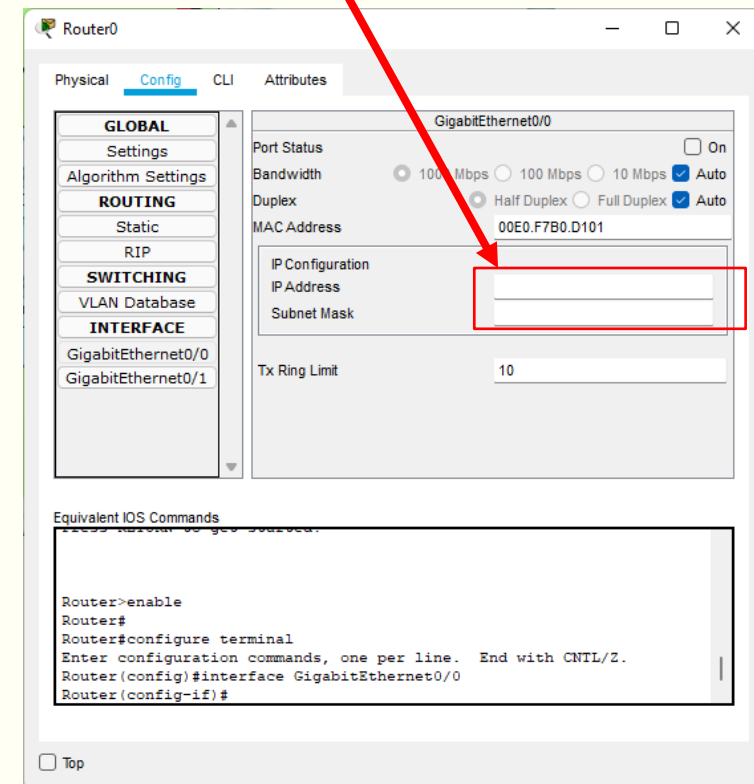 Router0
Physical Config CLI Attributes
GLOBAL
Settings
Algorithm Settings
ROUTING
Static
RIP
SWITCHING
VLAN Database
INTERFACE
GigabitEthernet0/0
GigabitEthernet0/1
GigabitEthernet0/0
Port Status On
Bandwidth Mbps 100 Mbps 10 Mbps Auto
Duplex Half Duplex Full Duplex Auto
MAC Address 00E0.F7B0.D101
IP Configuration
IP Address
Subnet Mask
Tx Ring Limit 10
Equivalent IOS Commands
Router>enable
Router#
Router#configure terminal
Enter configuration commands, one per line. End with CNTL/Z.
Router(config)#interface GigabitEthernet0/0
Router(config-if)#
Top